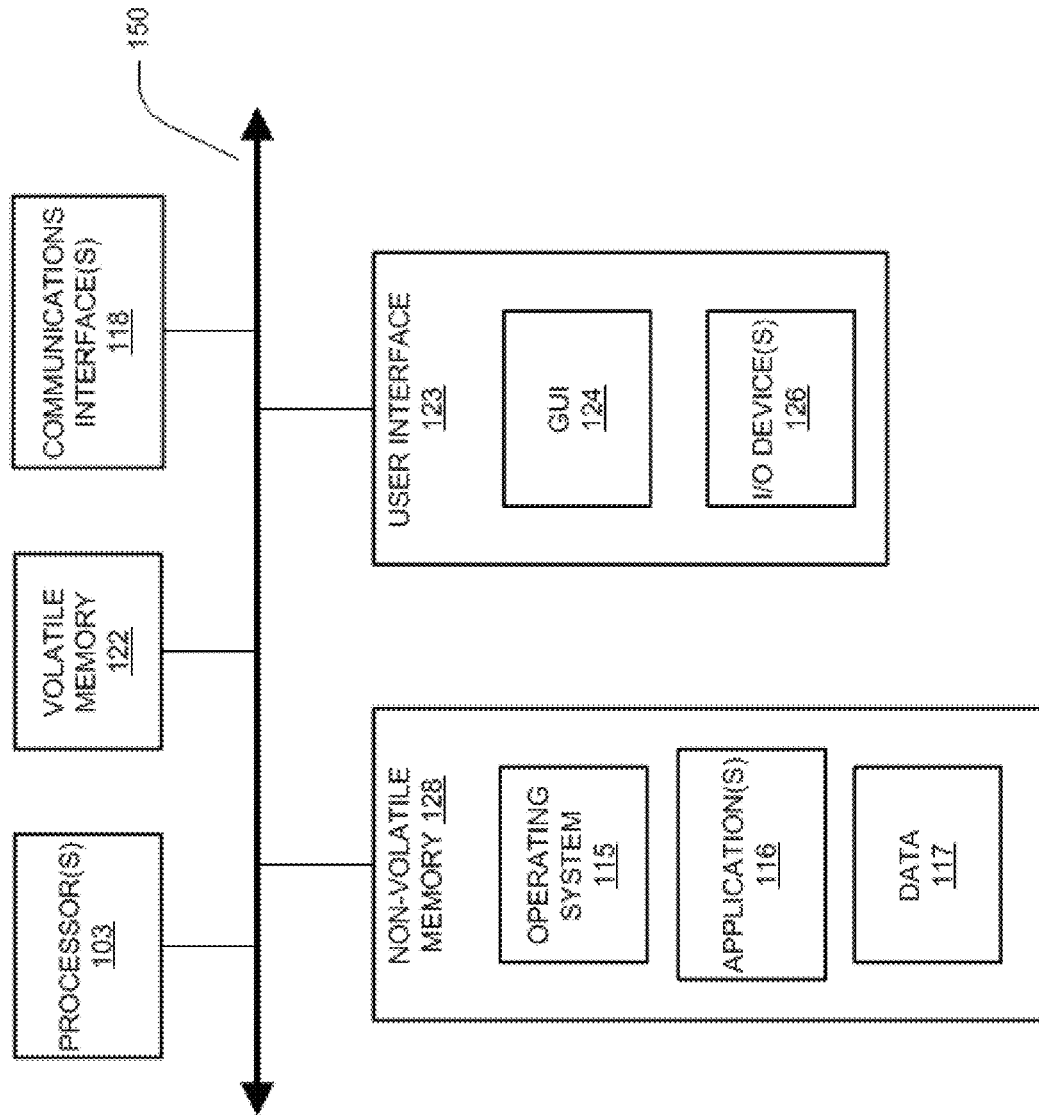 PROCESSOR(S)
103
VOLATILE
MEMORY
122
COMMUNICATIONS
INTERFACE(S)
118
150
NON-VOLATILE
MEMORY 128
OPERATING
SYSTEM
115
APPLICATION(S)
116
DATA
117
USER INTERFACE
123
GUI
124
I/O DEVICE(S)
126